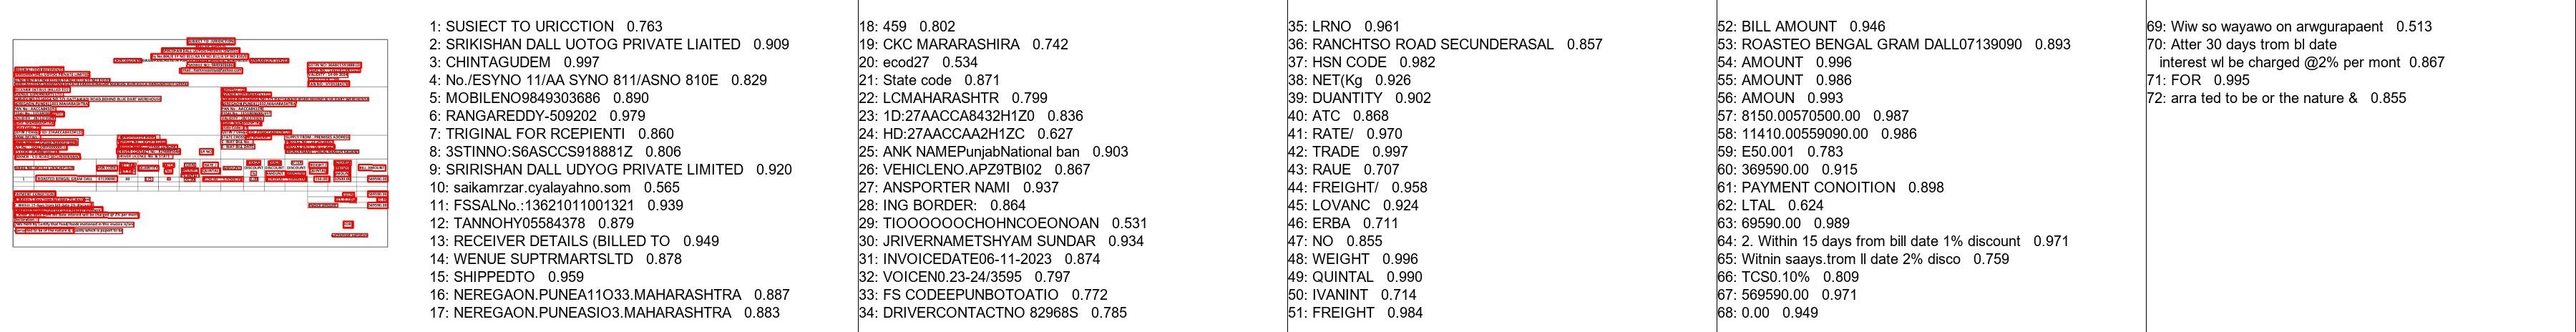 1: SUSIECT TO URICCTION 0.763
2: SRIKISHAN DALL UOTOG PRIVATE LIAITED 0.909
3: CHINTAGUDEM 0.997
4: No./ESYNO 11/AA SYNO 811/ASNO 810E 0.829
5: MOBILENO9849303686 0.890
6: RANGAREDDY-509202 0.979
7: TRIGINAL FOR RCEPIENTI 0.860
8: 3STINNO:S6ASCCS918881Z 0.806
9: SRIRISHAN DALL UDYOG PRIVATE LIMITED 0.920
10: saikamrzar.cyalayahno.som 0.565
11: FSSALNo.:13621011001321 0.939
12: TANNOHY05584378 0.879
13: RECEIVER DETAILS (BILLED TO 0.949
14: WENUE SUPTRMARTSLTD 0.878
15: SHIPPEDTO 0.959
16: NEREGAON.PUNEA11O33.MAHARASHTRA 0.887
17: NEREGAON.PUNEASIO3.MAHARASHTRA 0.883
18: 459 0.802
19: CKC MARARASHIRA 0.742
20: ecod27 0.534
21: State code 0.871
22: LCMAHARASHTR 0.799
23: 1D:27AACCA8432H1Z0 0.836
24: HD:27AACCAA2H1ZC 0.627
25: ANK NAMEPunjabNational ban 0.903
26: VEHICLENO.APZ9TBI02 0.867
27: ANSPORTER NAMI 0.937
28: ING BORDER: 0.864
29: TIOOOOOOCHOHNCOEONOAN 0.531
30: JRIVERNAMETSHYAM SUNDAR 0.934
31: INVOICEDATE06-11-2023 0.874
32: VOICEN0.23-24/3595 0.797
33: FS CODEEPUNBOTOATIO 0.772
34: DRIVERCONTACTNO 82968S 0.785
35: LRNO 0.961
36: RANCHTSO ROAD SECUNDERASAL 0.857
37: HSN CODE 0.982
38: NET(Kg 0.926
39: DUANTITY 0.902
40: ATC 0.868
41: RATE/ 0.970
42: TRADE 0.997
43: RAUE 0.707
44: FREIGHT/ 0.958
45: LOVANC 0.924
46: ERBA 0.711
47: NO 0.855
48: WEIGHT 0.996
49: QUINTAL 0.990
50: IVANINT 0.714
51: FREIGHT 0.984
52: BILL AMOUNT 0.946
53: ROASTEO BENGAL GRAM DALL07139090 0.893
54: AMOUNT 0.996
55: AMOUNT 0.986
56: AMOUN 0.993
57: 8150.00570500.00 0.987
58: 11410.00559090.00 0.986
59: E50.001 0.783
60: 369590.00 0.915
61: PAYMENT CONOITION 0.898
62: LTAL 0.624
63: 69590.00 0.989
64: 2. Within 15 days from bill date 1% discount 0.971
65: Witnin saays.trom ll date 2% disco 0.759
66: TCS0.10% 0.809
67: 569590.00 0.971
68: 0.00 0.949
69: Wiw so wayawo on arwgurapaent 0.513
70: Atter 30 days trom bl date
interest wl be charged @2% per mont 0.867
71: FOR 0.995
72: arra ted to be or the nature & 0.855